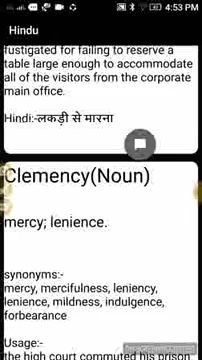 4:53 PM
Hindu
fustigated for failing to reserve a
table large enough to accommodate
all of the visitors from the corporate
main office.
Hindi:-लकड़ी से मारना
Clemency(Noun)
mercy; lenience.
synonyms:-
mercy, mercifulness, leniency,
lenience, mildness, indulgence,
forbearance
Usage:-
the high court commuted his prison